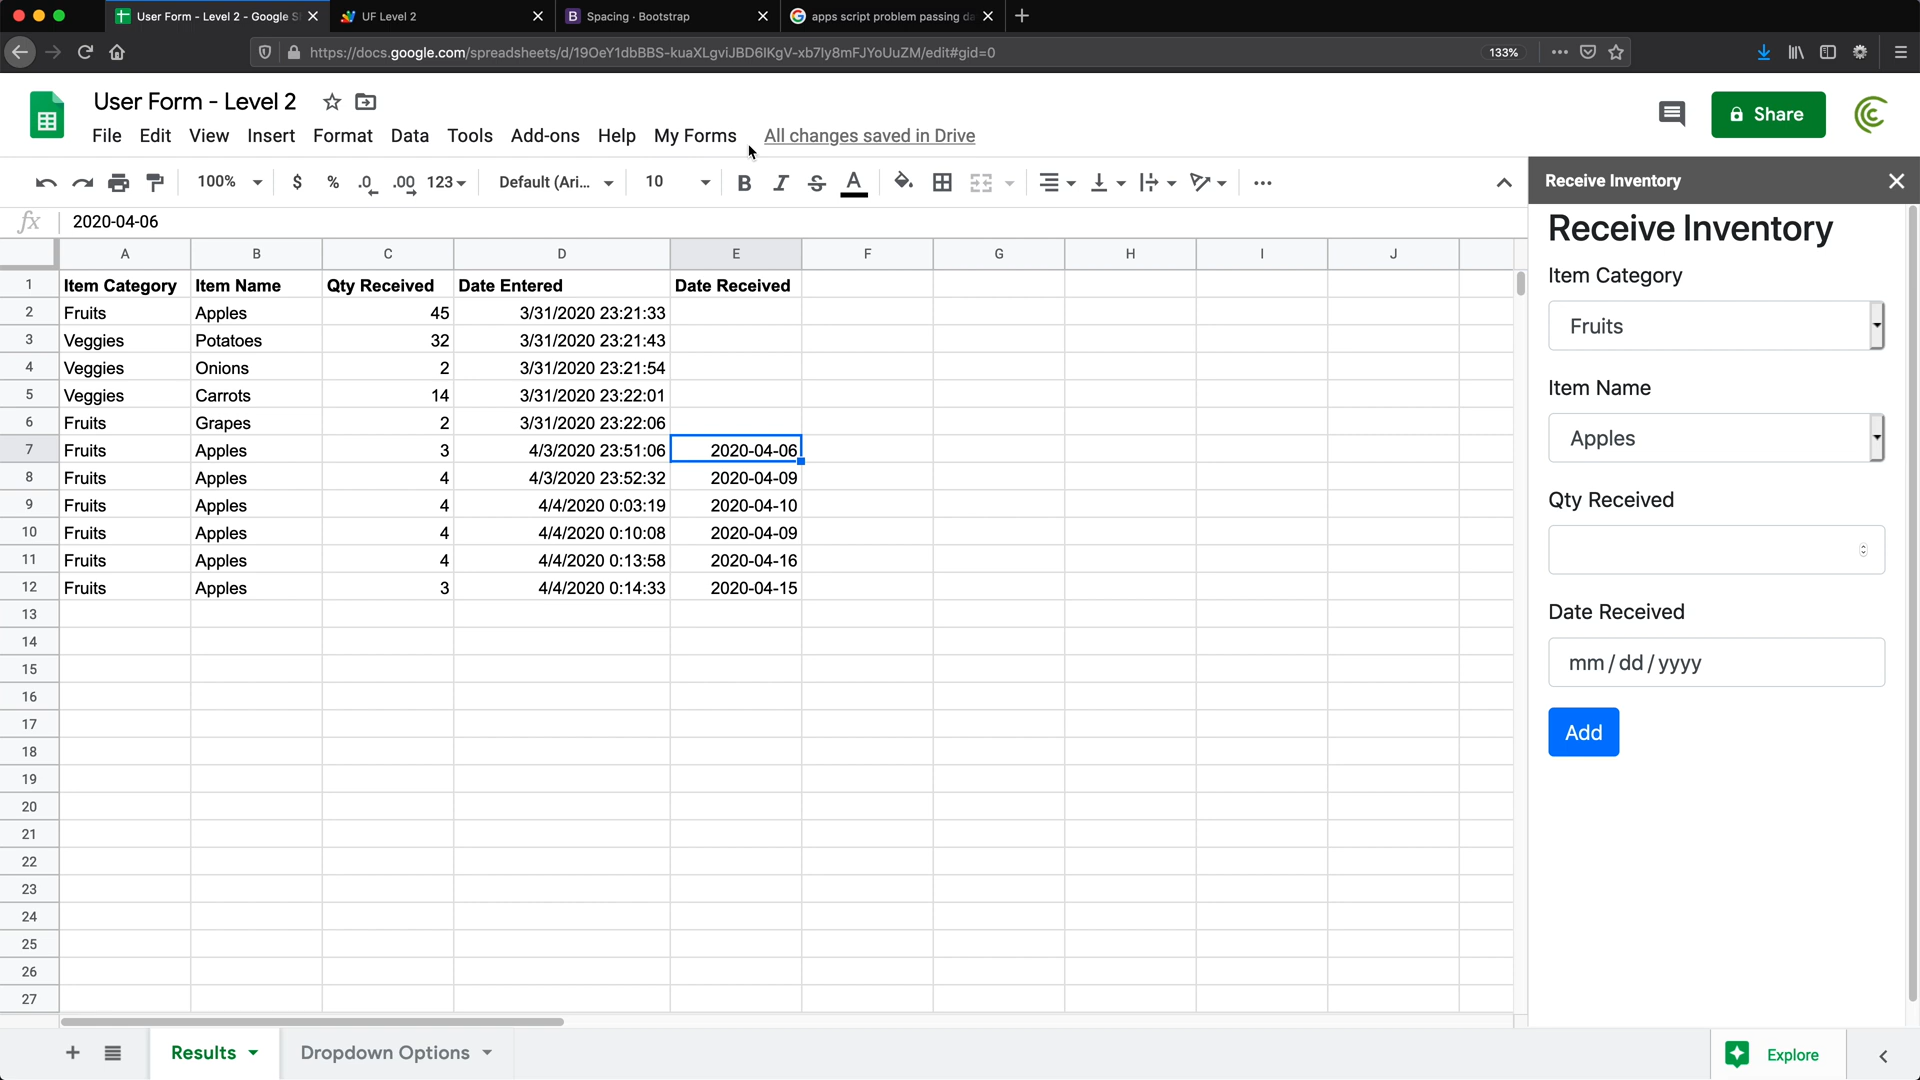 User Form - Level 2 - Google S
UF Level 2
Spacing · Bootstrap
apps script problem passing da
https://docs.google.com/spreadsheets/d/19OeY1dbBBS-kuaXLgviJBD6IKgV-xb7Iy8mFJYoUuZM/edit#gid=0
133%
User Form - Level 2
File Edit View Insert Format Data Tools Add-ons Help My Forms All changes saved in Drive
Share
100% $ % .0 .00 123 Default (Ari... 10 B I S A
fx 2020-04-06
A B C D E F G H I J
1 Item Category Item Name Qty Received Date Entered Date Received
2 Fruits Apples 45 3/31/2020 23:21:33
3 Veggies Potatoes 32 3/31/2020 23:21:43
4 Veggies Onions 2 3/31/2020 23:21:54
5 Veggies Carrots 14 3/31/2020 23:22:01
6 Fruits Grapes 2 3/31/2020 23:22:06
7 Fruits Apples 3 4/3/2020 23:51:06 2020-04-06
8 Fruits Apples 4 4/3/2020 23:52:32 2020-04-09
9 Fruits Apples 4 4/4/2020 0:03:19 2020-04-10
10 Fruits Apples 4 4/4/2020 0:10:08 2020-04-09
11 Fruits Apples 4 4/4/2020 0:13:58 2020-04-16
12 Fruits Apples 3 4/4/2020 0:14:33 2020-04-15
13
14
15
16
17
18
19
20
21
22
23
24
25
26
27
Receive Inventory
Receive Inventory
Item Category
Fruits
Item Name
Apples
Qty Received
Date Received
mm / dd / yyyy
Add
Results
Dropdown Options
Explore